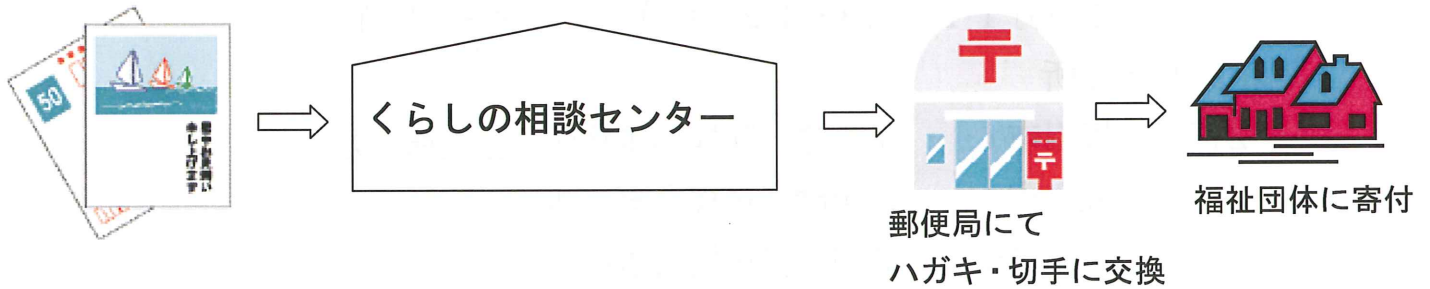 50
暑中お見舞い
申し上げます
くらしの相談センター
〒
〒
郵便局にて
ハガキ・切手に交換
福祉団体に寄付